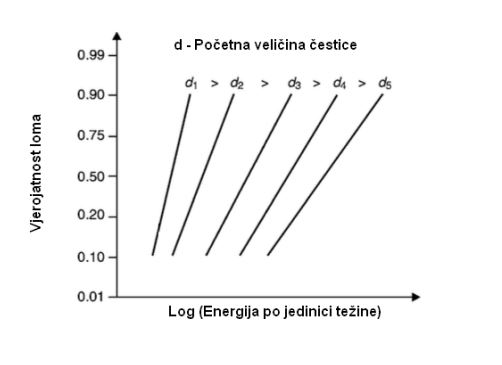 d - Početna veličina čestice
d1 > d2 > d3 > d4 > d5
0.99
0.90
0.75
0.50
0.20
0.10
0.01
Vjerojatnost loma
Log (Energija po jedinici težine)